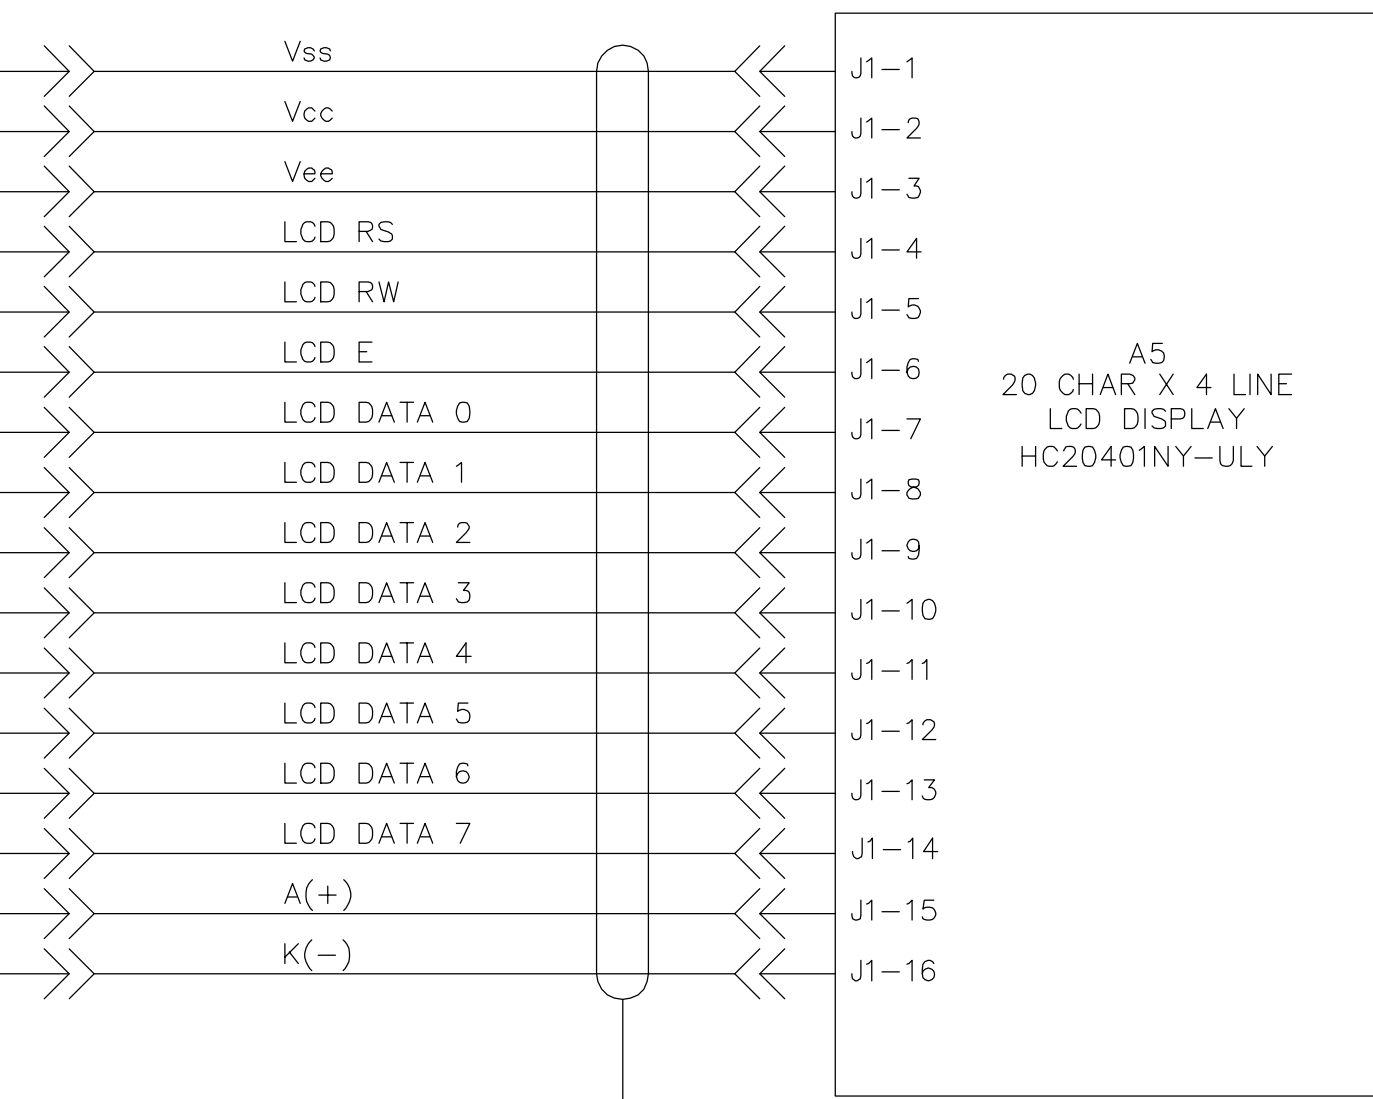 Vss
J1-1
Vcc
J1-2
Vee
J1-3
LCD RS
J1-4
LCD RW
J1-5
LCD E
J1-6
LCD DATA 0
J1-7
LCD DATA 1
J1-8
LCD DATA 2
J1-9
LCD DATA 3
J1-10
LCD DATA 4
J1-11
LCD DATA 5
J1-12
LCD DATA 6
J1-13
LCD DATA 7
J1-14
A(+)
J1-15
K(-)
J1-16
A5
20 CHAR X 4 LINE
LCD DISPLAY
HC20401NY-ULY